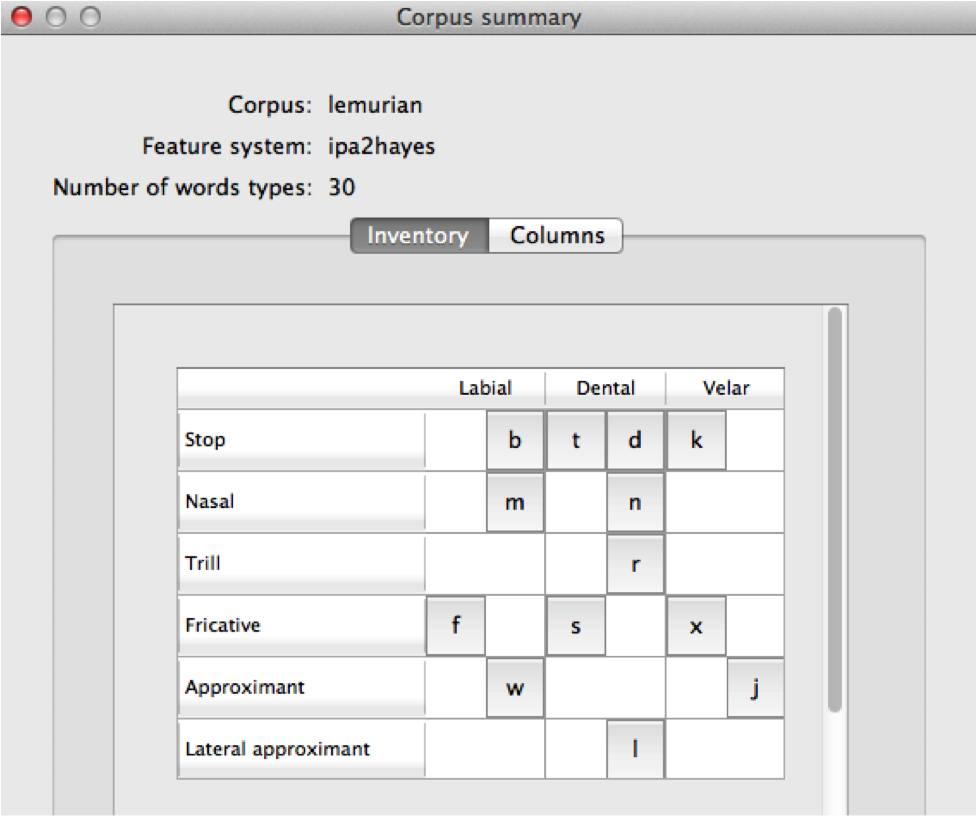 Corpus summary
Corpus: lemurian
Feature system: ipa2hayes
Number of words types: 30
Inventory Columns
Labial Dental Velar
Stop b t d k
Nasal m n
Trill r
Fricative f s x
Approximant w j
Lateral approximant l